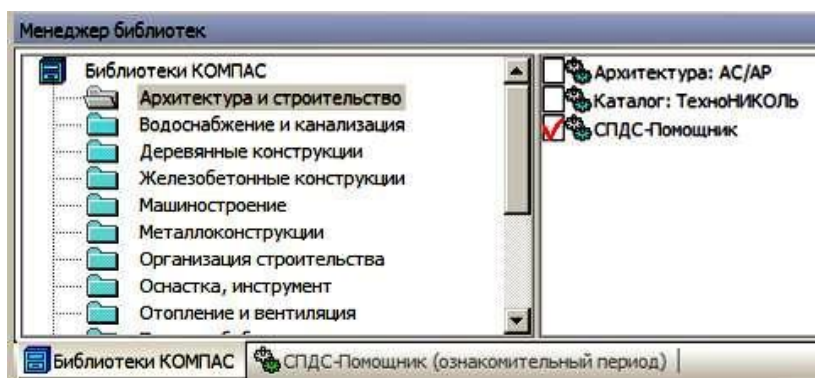 Менеджер библиотек
Библиотеки КОМПАС
Архитектура и строительство
Водоснабжение и канализация
Деревянные конструкции
Железобетонные конструкции
Машиностроение
Металлоконструкции
Организация строительства
Оснастка, инструмент
Отопление и вентиляция
Архитектура: АС/АР
Каталог: ТехноНИКОЛЬ
СПДС-Помощник
Библиотеки КОМПАС
СПДС-Помощник (ознакомительный период)